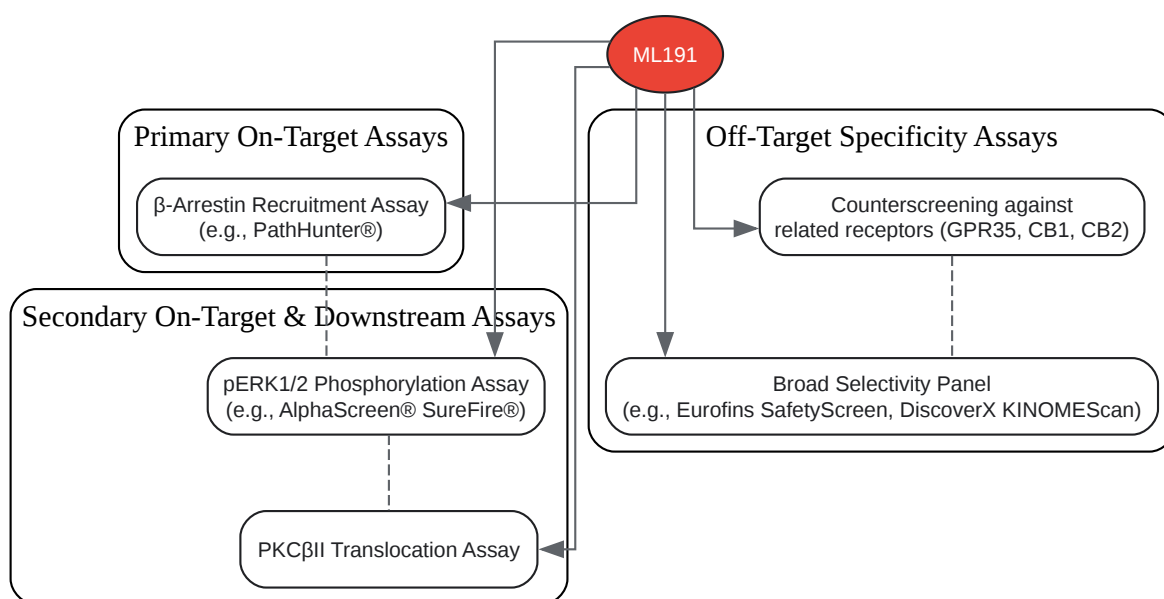 ML191
Primary On-Target Assays
β-Arrestin Recruitment Assay
(e.g., PathHunter®)
Secondary On-Target & Downstream Assays
pERK1/2 Phosphorylation Assay
(e.g., AlphaScreen® SureFire®)
PKCβII Translocation Assay
Off-Target Specificity Assays
Counterscreening against
related receptors (GPR35, CB1, CB2)
Broad Selectivity Panel
(e.g., Eurofins SafetyScreen, DiscoverX KINOMEScan)